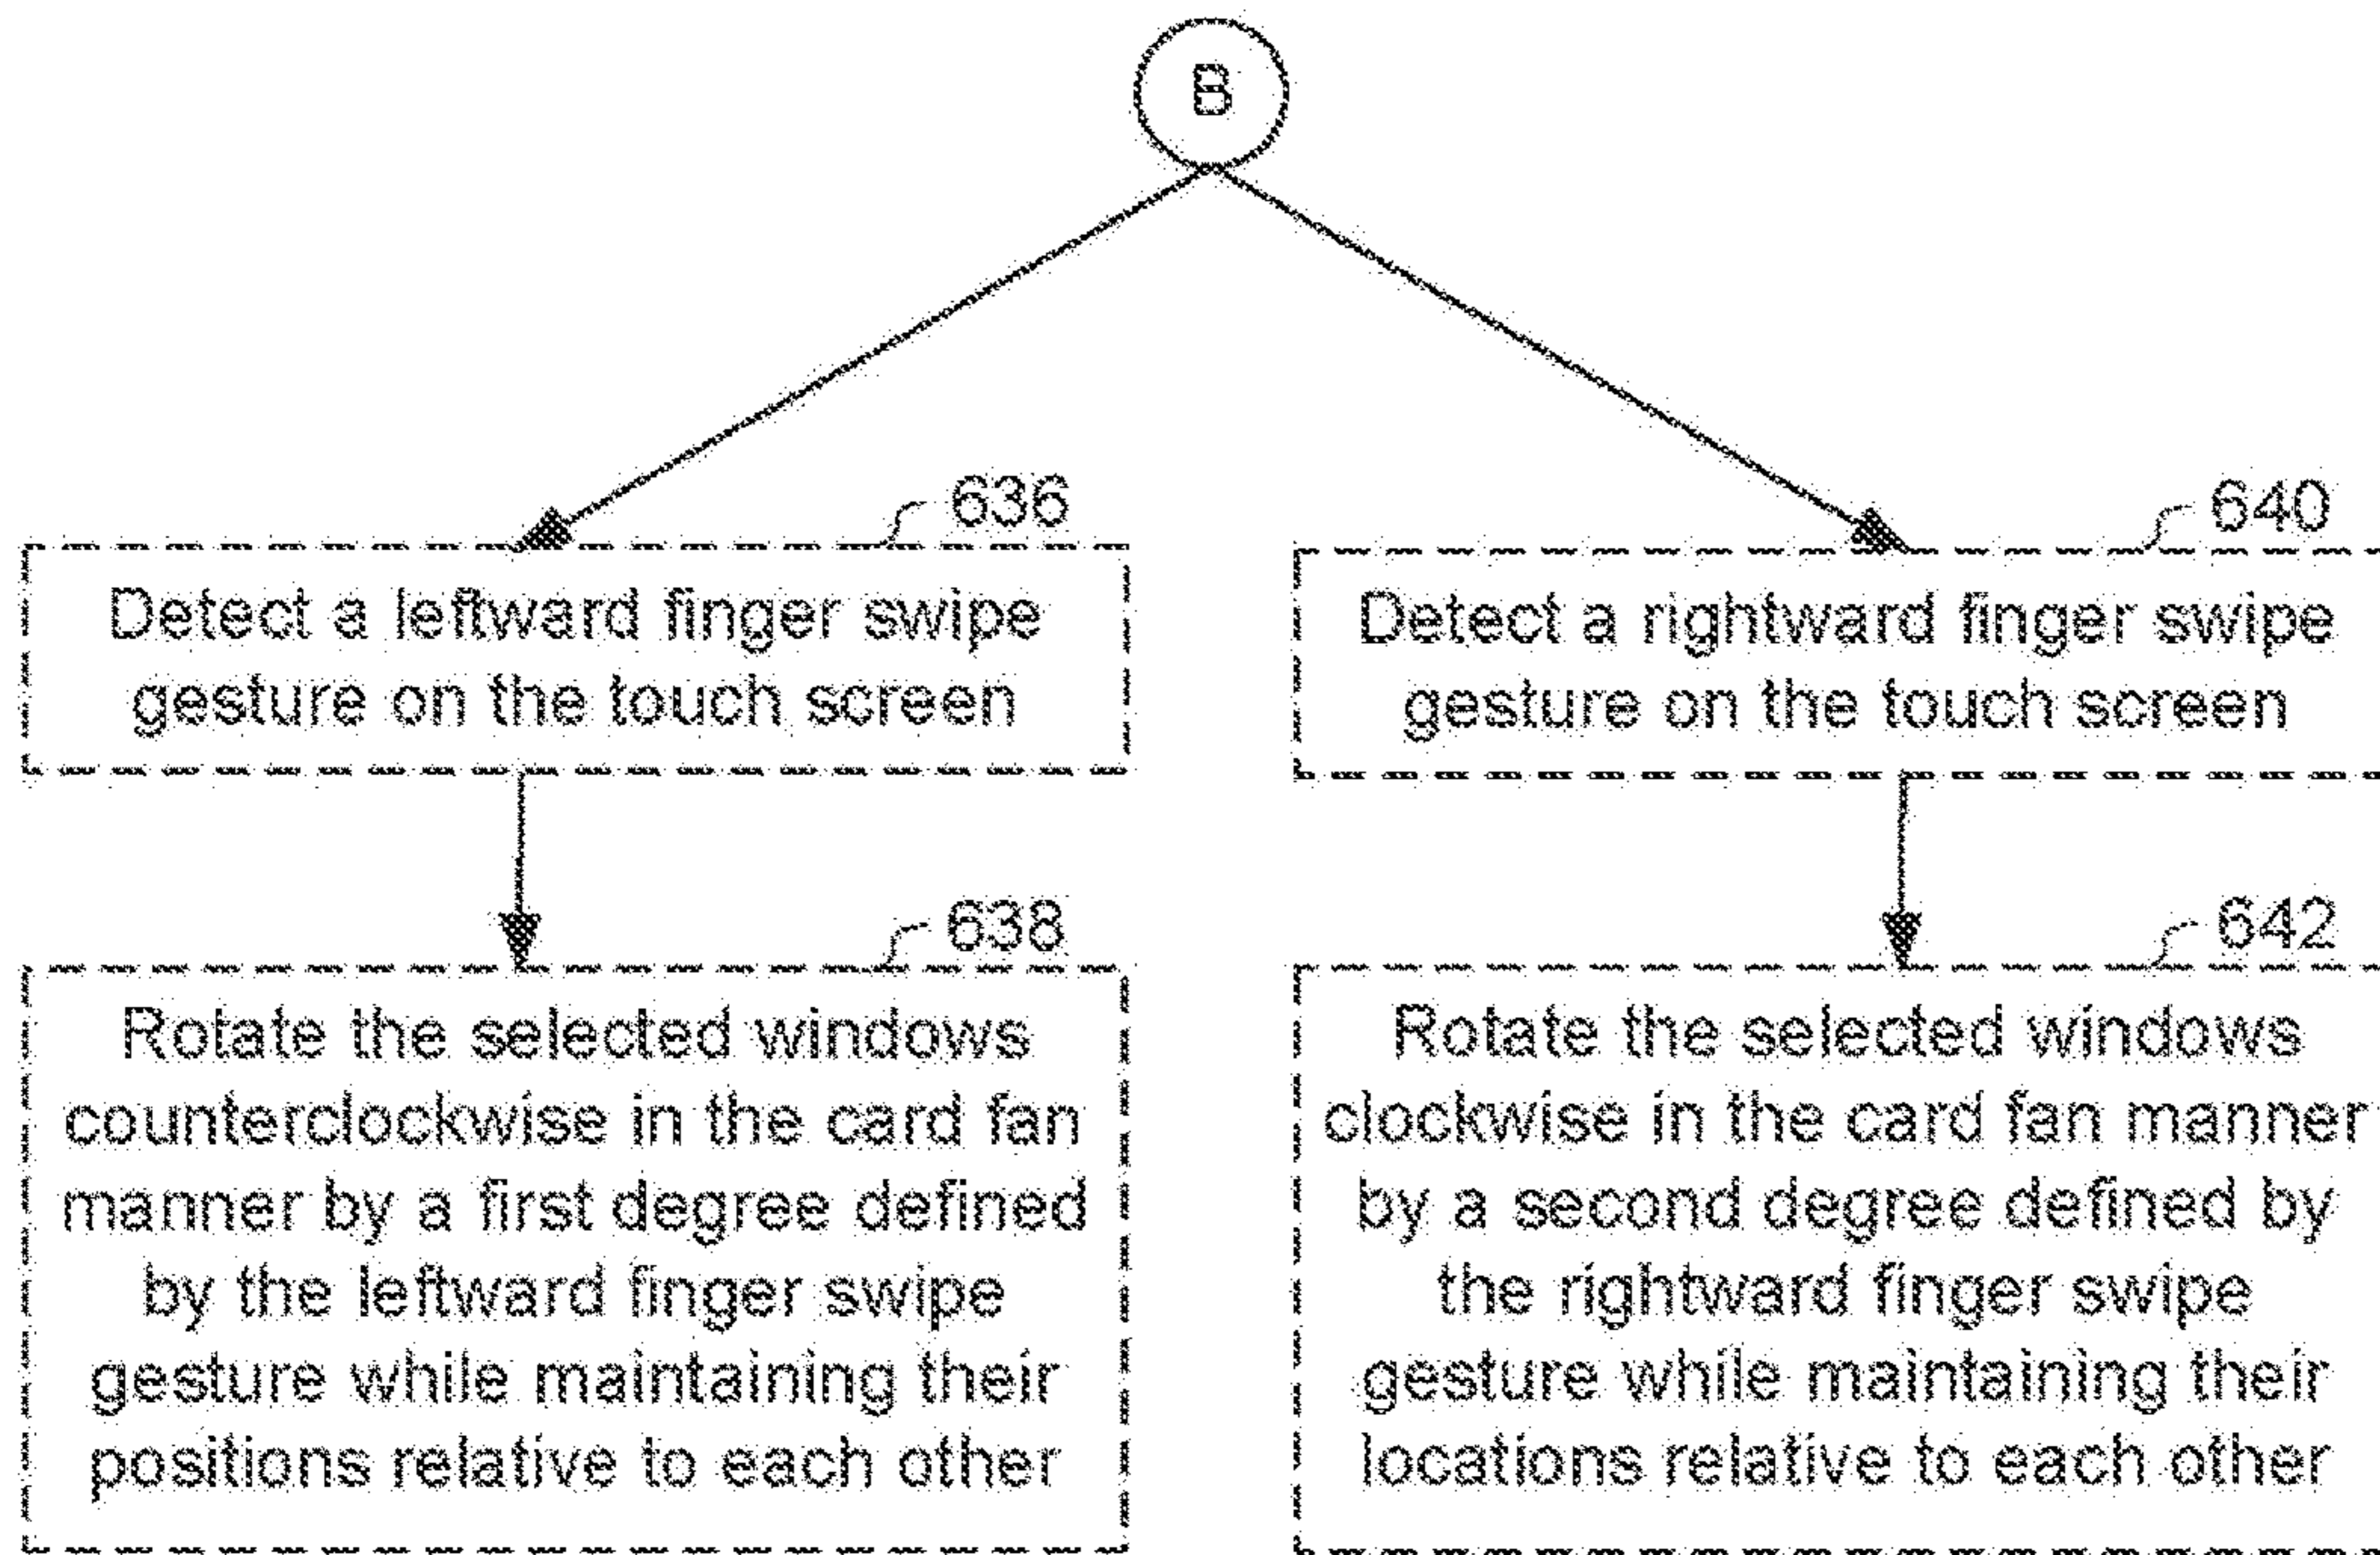 B
636
Detect a leftward finger swipe
gesture on the touch screen
638
Rotate the selected windows
counterclockwise in the card fan
manner by a first degree defined
by the leftward finger swipe
gesture while maintaining their
positions relative to each other
640
Detect a rightward finger swipe
gesture on the touch screen
642
Rotate the selected windows
clockwise in the card fan manner
by a second degree defined by
the rightward finger swipe
gesture while maintaining their
locations relative to each other